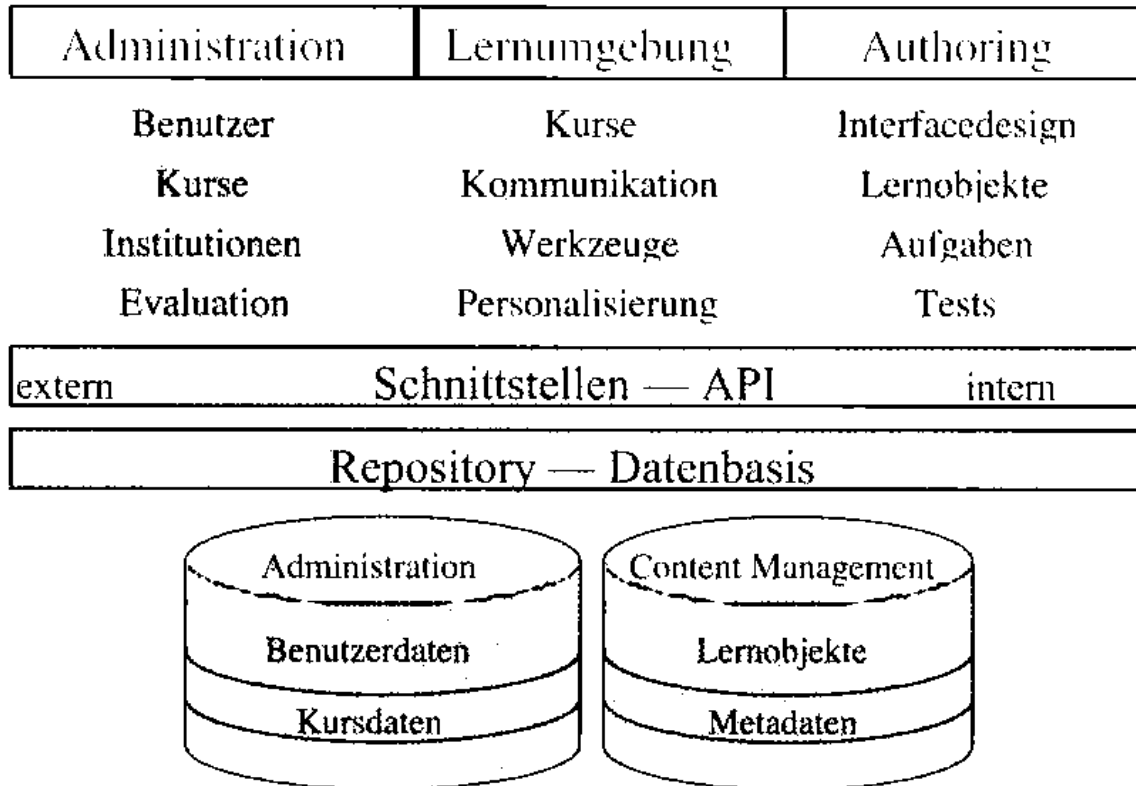 Administration Lernumgebung Authoring
Benutzer Kurse Interfacedesign
Kurse Kommunikation Lernobjekte
Institutionen Werkzeuge Aufgaben
Evaluation Personalisierung Tests
extern Schnittstellen — API intern
Repository — Datenbasis
Administration Content Management
Benutzerdaten Lernobjekte
Kursdaten Metadaten